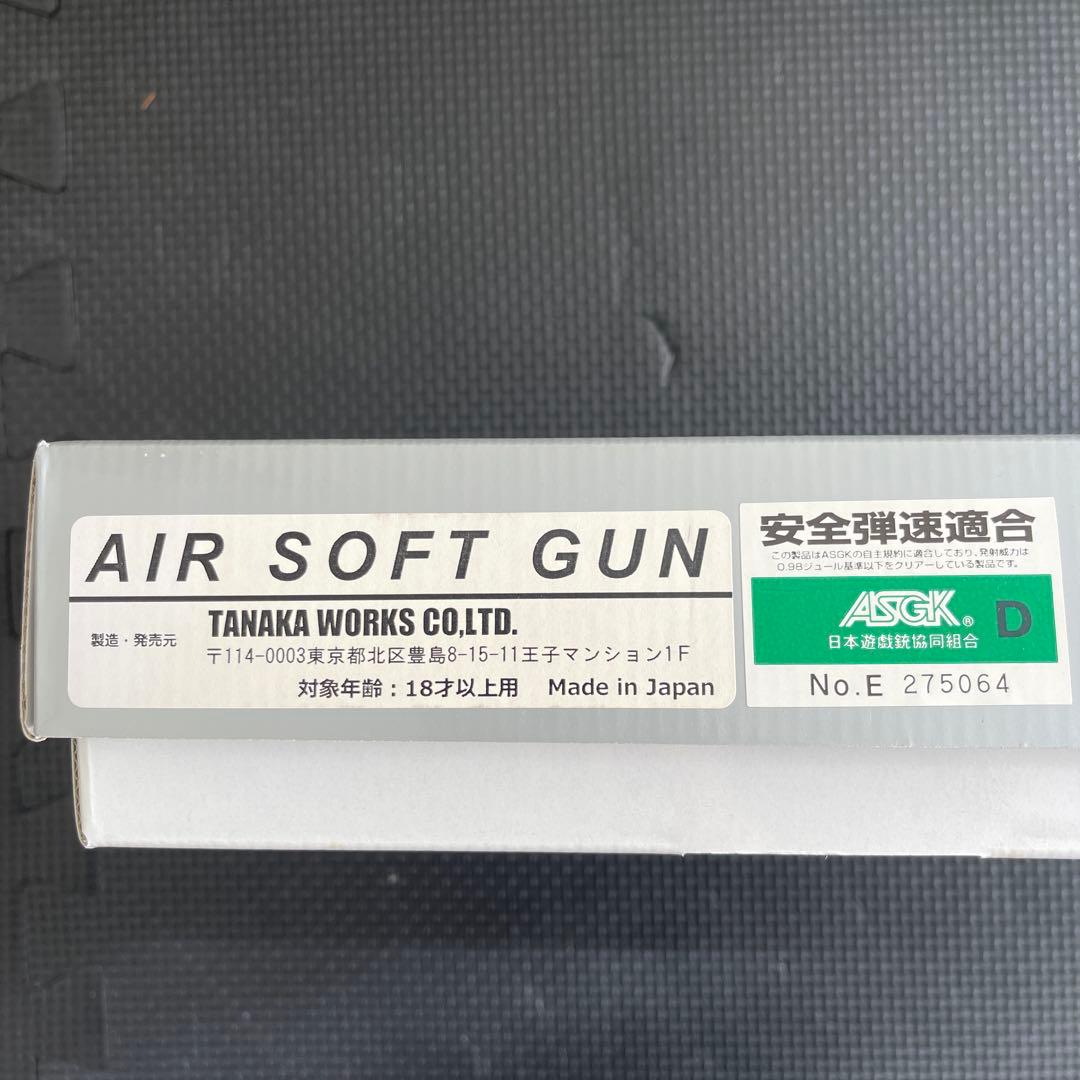 AIR SOFT GUN
製造・発売元
TANAKA WORKS CO,LTD.
〒114-0003東京都北区豊島8-15-11王子マンション1F
対象年齢：18才以上用 Made in Japan
安全弾速適合
この製品はASGKの自主規約に適合しており、発射威力は
0.98ジュール基準以下をクリアーしている製品です。
ASGK® D
日本遊戯銃協同組合
No.E 275064